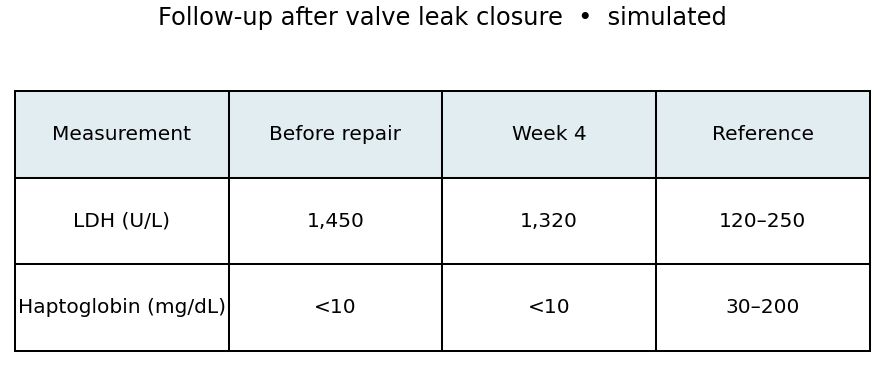 Follow-up after valve leak closure • simulated
Measurement Before repair Week 4 Reference
LDH (U/L) 1,450 1,320 120–250
Haptoglobin (mg/dL) <10 <10 30–200